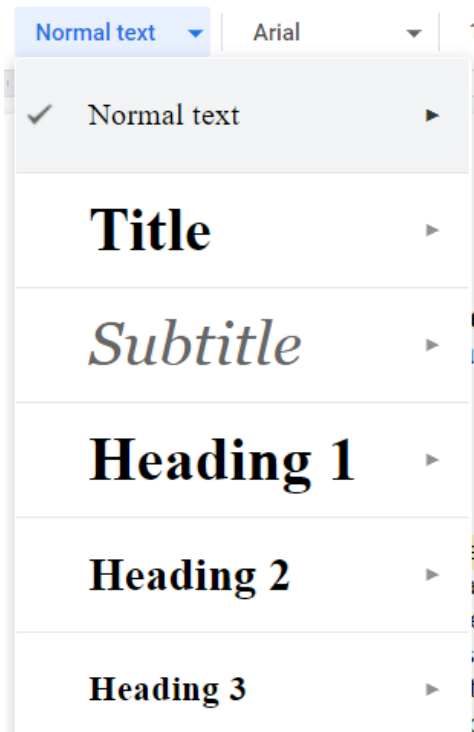 Normal text Arial
Normal text
Title
Subtitle
Heading 1
Heading 2
Heading 3